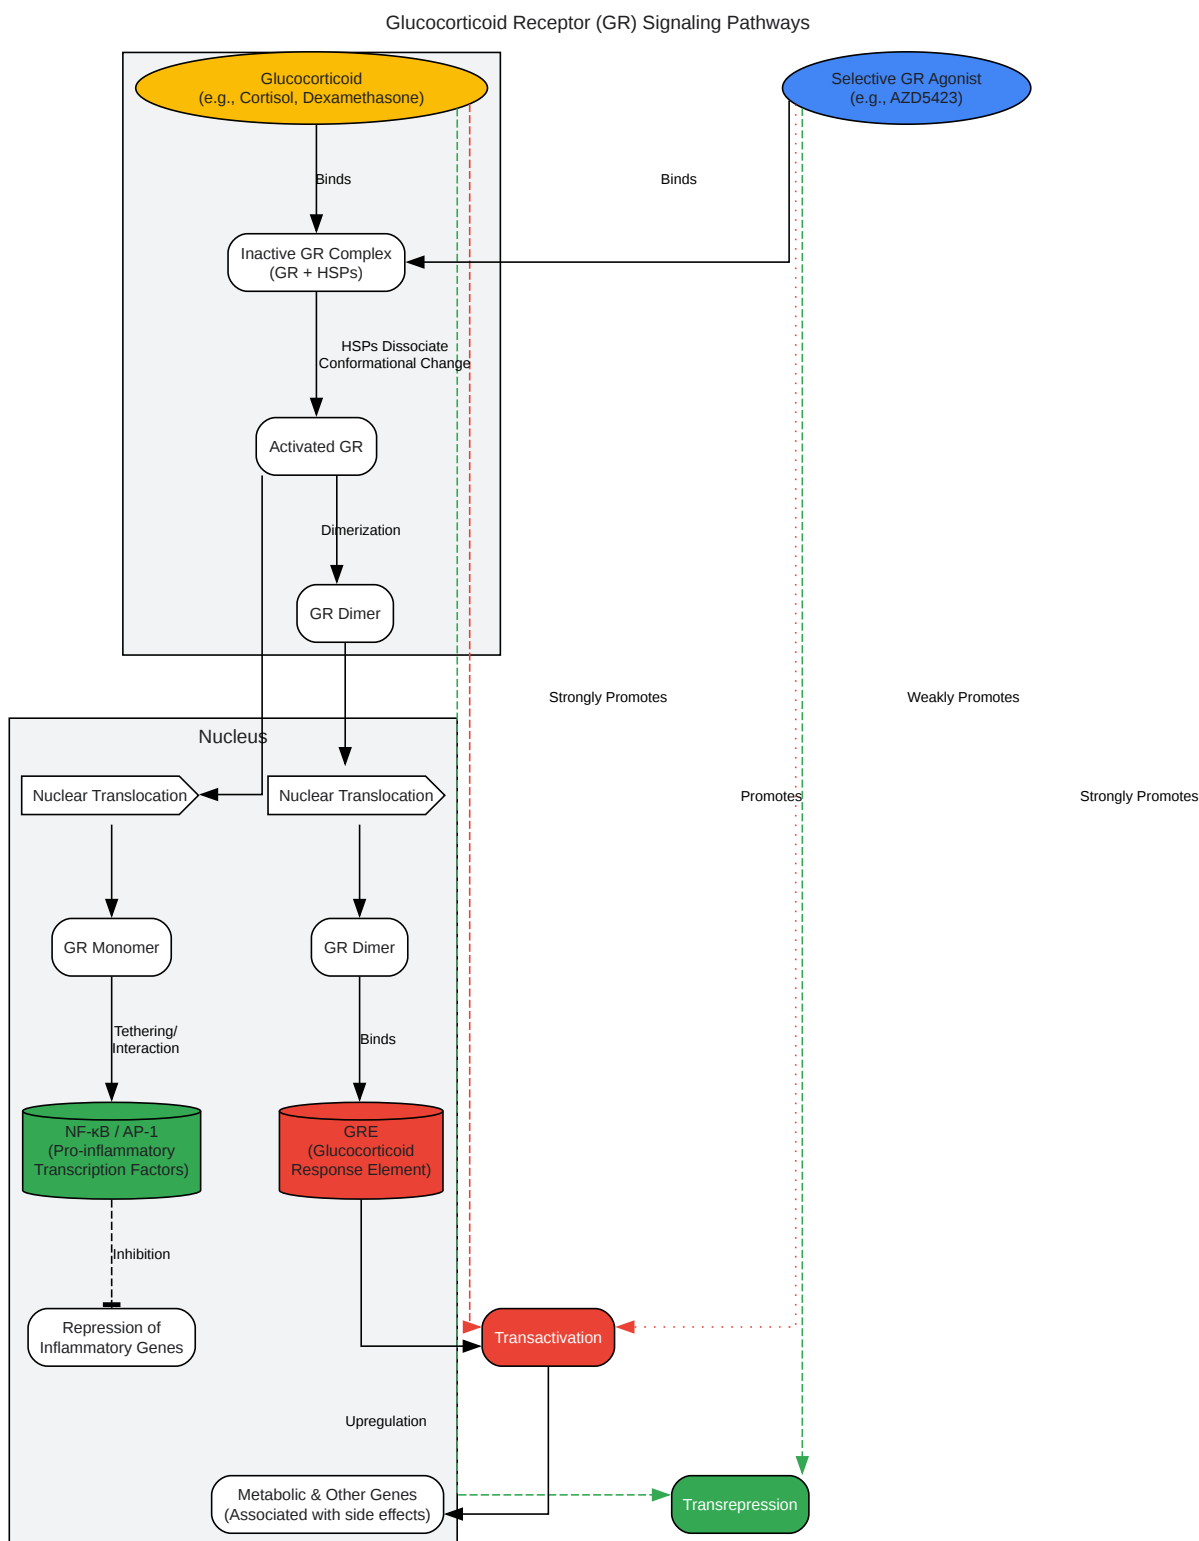 Glucocorticoid Receptor (GR) Signaling Pathways
Glucocorticoid
(e.g., Cortisol, Dexamethasone)
Selective GR Agonist
(e.g., AZD5423)
Binds
Binds
Inactive GR Complex
(GR + HSPs)
HSPs Dissociate
Conformational Change
Activated GR
Dimerization
GR Dimer
Strongly Promotes
Weakly Promotes
Nucleus
Nuclear Translocation
Nuclear Translocation
Promotes
Strongly Promotes
GR Monomer
GR Dimer
Tethering/
Interaction
Binds
NF-κB / AP-1
(Pro-inflammatory
Transcription Factors)
GRE
(Glucocorticoid
Response Element)
Inhibition
Repression of
Inflammatory Genes
Transactivation
Upregulation
Metabolic & Other Genes
(Associated with side effects)
Transrepression